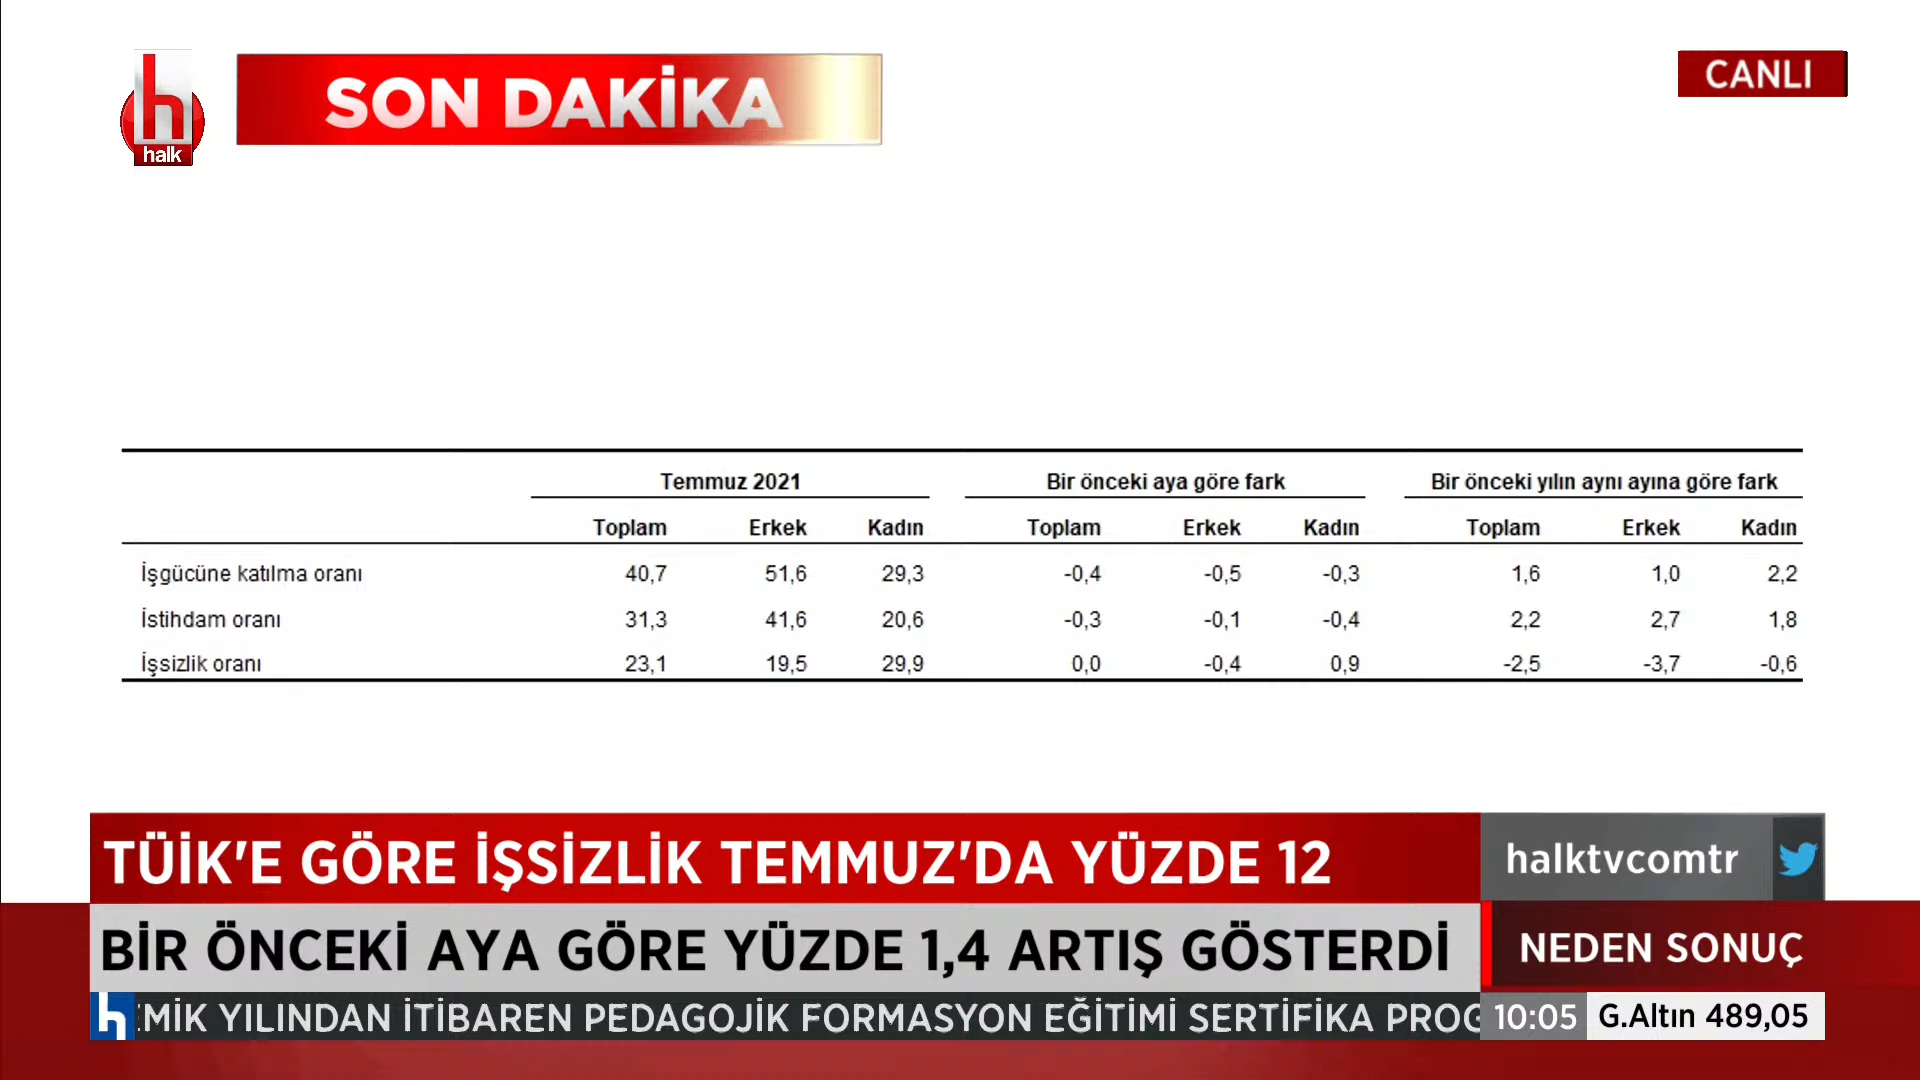 h
halk
SON DAKİKA
CANLI
Temmuz 2021 Bir önceki aya göre fark Bir önceki yılın aynı ayına göre fark
Toplam Erkek Kadın Toplam Erkek Kadın Toplam Erkek Kadın
İşgücüne katılma oranı 40,7 51,6 29,3 -0,4 -0,5 -0,3 1,6 1,0 2,2
İstihdam oranı 31,3 41,6 20,6 -0,3 -0,1 -0,4 2,2 2,7 1,8
İşsizlik oranı 23,1 19,5 29,9 0,0 -0,4 0,9 -2,5 -3,7 -0,6
TÜİK'E GÖRE İŞSİZLİK TEMMUZ'DA YÜZDE 12
halktvcomtr
BİR ÖNCEKİ AYA GÖRE YÜZDE 1,4 ARTIŞ GÖSTERDİ
NEDEN SONUÇ
h EMİK YILINDAN İTİBAREN PEDAGOJİK FORMASYON EĞİTİMİ SERTİFİKA PROG
10:05 G.Altın 489,05